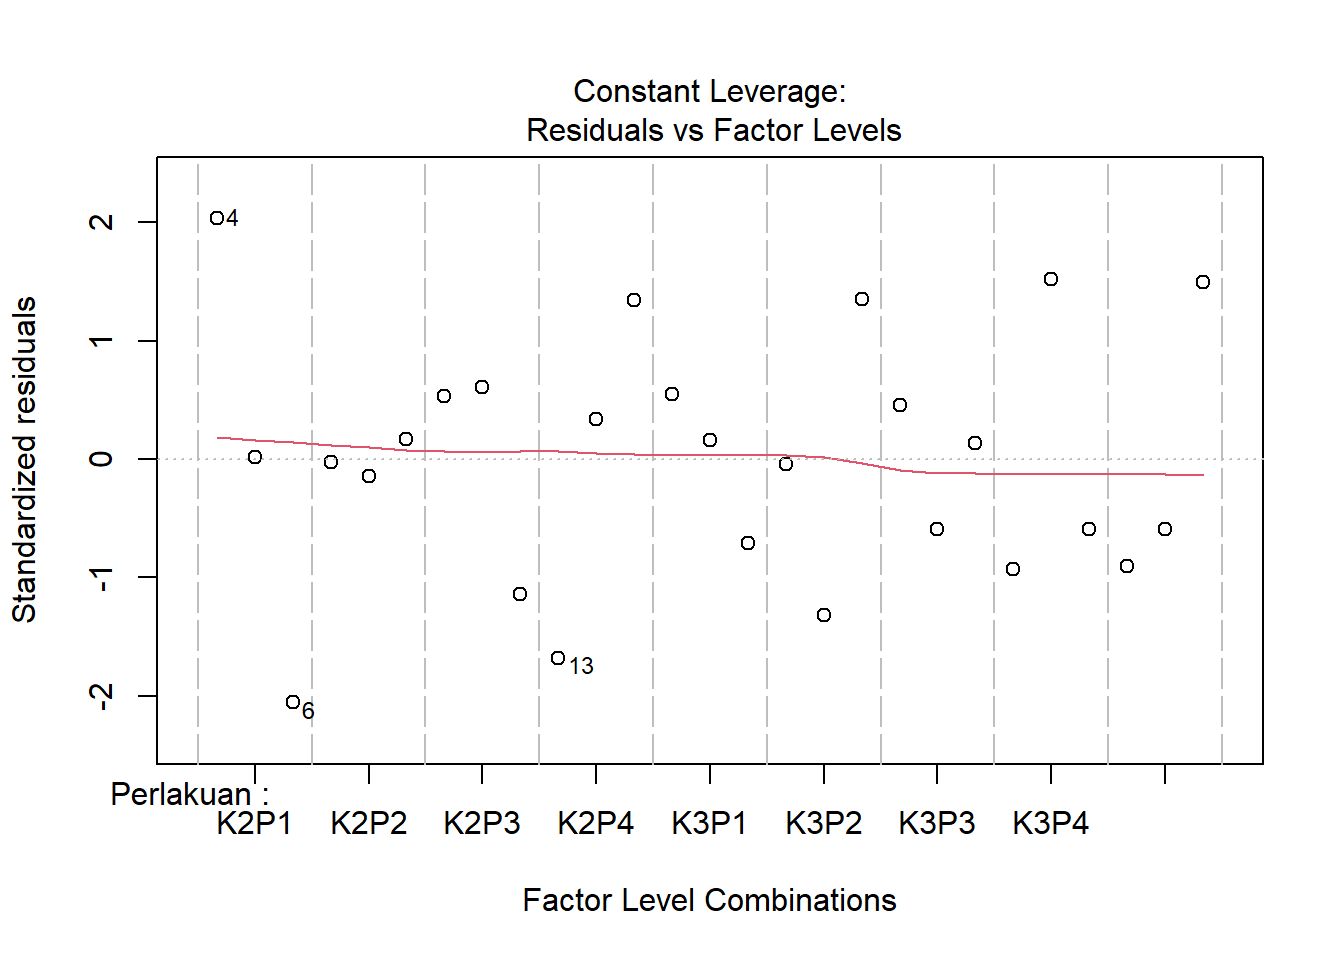 Constant Leverage:
Residuals vs Factor Levels
Standardized residuals
2
1
0
-1
-2
4
6
13
Perlakuan :
K2P1 K2P2 K2P3 K2P4 K3P1 K3P2 K3P3 K3P4
Factor Level Combinations